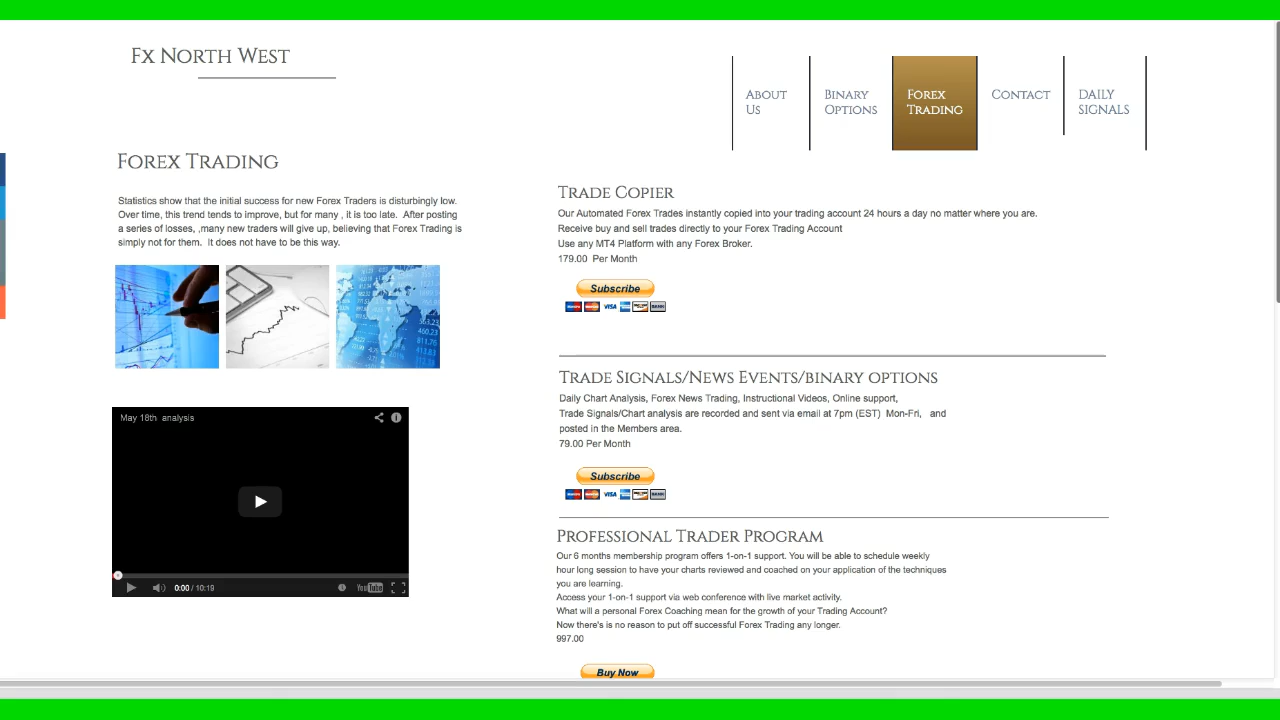 Fx North West
About Us
Binary Options
Forex Trading
Contact
DAILY SIGNALS
Forex Trading
Statistics show that the initial success for new Forex Traders is disturbingly low.
Over time, this trend tends to improve, but for many , it is too late.  After posting
a series of losses, ,many new traders will give up, believing that Forex Trading is
simply not for them.  It does not have to be this way.
May 18th  analysis
0:00 / 10:19
YouTube
Trade Copier
Our Automated Forex Trades instantly copied into your trading account 24 hours a day no matter where you are.
Receive buy and sell trades directly to your Forex Trading Account
Use any MT4 Platform with any Forex Broker.
179.00  Per Month
Subscribe
VISA
BANK
Trade Signals/News Events/binary options
Daily Chart Analysis, Forex News Trading, Instructional Videos, Online support,
Trade Signals/Chart analysis are recorded and sent via email at 7pm (EST)  Mon-Fri,   and
posted in the Members area.
79.00 Per Month
Subscribe
VISA
BANK
Professional Trader Program
Our 6 months membership program offers 1-on-1 support. You will be able to schedule weekly
hour long session to have your charts reviewed and coached on your application of the techniques
you are learning.
Access your 1-on-1 support via web conference with live market activity.
What will a personal Forex Coaching mean for the growth of your Trading Account?
Now there's is no reason to put off successful Forex Trading any longer.
997.00
Buy Now